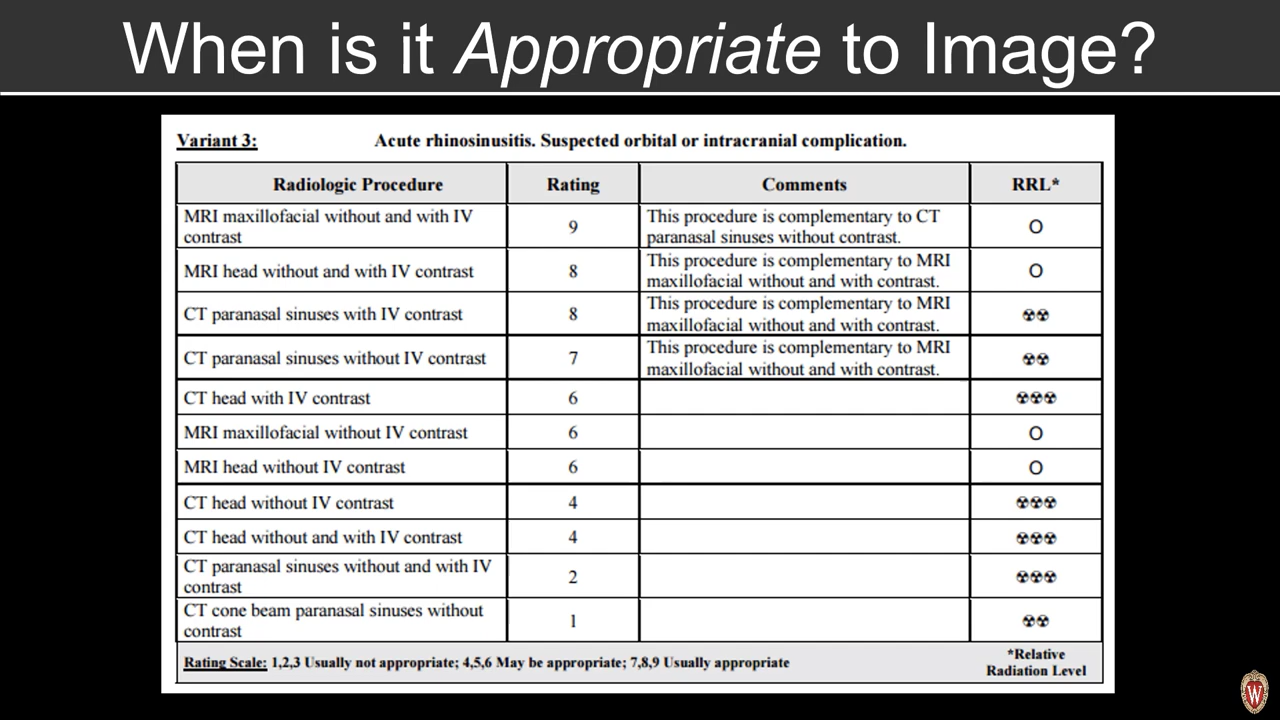 When is it Appropriate to Image?
Variant 3: Acute rhinosinusitis. Suspected orbital or intracranial complication.
Radiologic Procedure Rating Comments RRL*
MRI maxillofacial without and with IV
contrast
9
This procedure is complementary to CT
paranasal sinuses without contrast.
O
MRI head without and with IV contrast
8
This procedure is complementary to MRI
maxillofacial without and with contrast.
O
CT paranasal sinuses with IV contrast
8
This procedure is complementary to MRI
maxillofacial without and with contrast.
☢☢
CT paranasal sinuses without IV contrast
7
This procedure is complementary to MRI
maxillofacial without and with contrast.
☢☢
CT head with IV contrast 6 ☢☢☢
MRI maxillofacial without IV contrast 6 O
MRI head without IV contrast 6 O
CT head without IV contrast 4 ☢☢☢
CT head without and with IV contrast 4 ☢☢☢
CT paranasal sinuses without and with IV
contrast
2
☢☢☢
CT cone beam paranasal sinuses without
contrast
1
☢☢
Rating Scale: 1,2,3 Usually not appropriate; 4,5,6 May be appropriate; 7,8,9 Usually appropriate
*Relative
Radiation Level
W